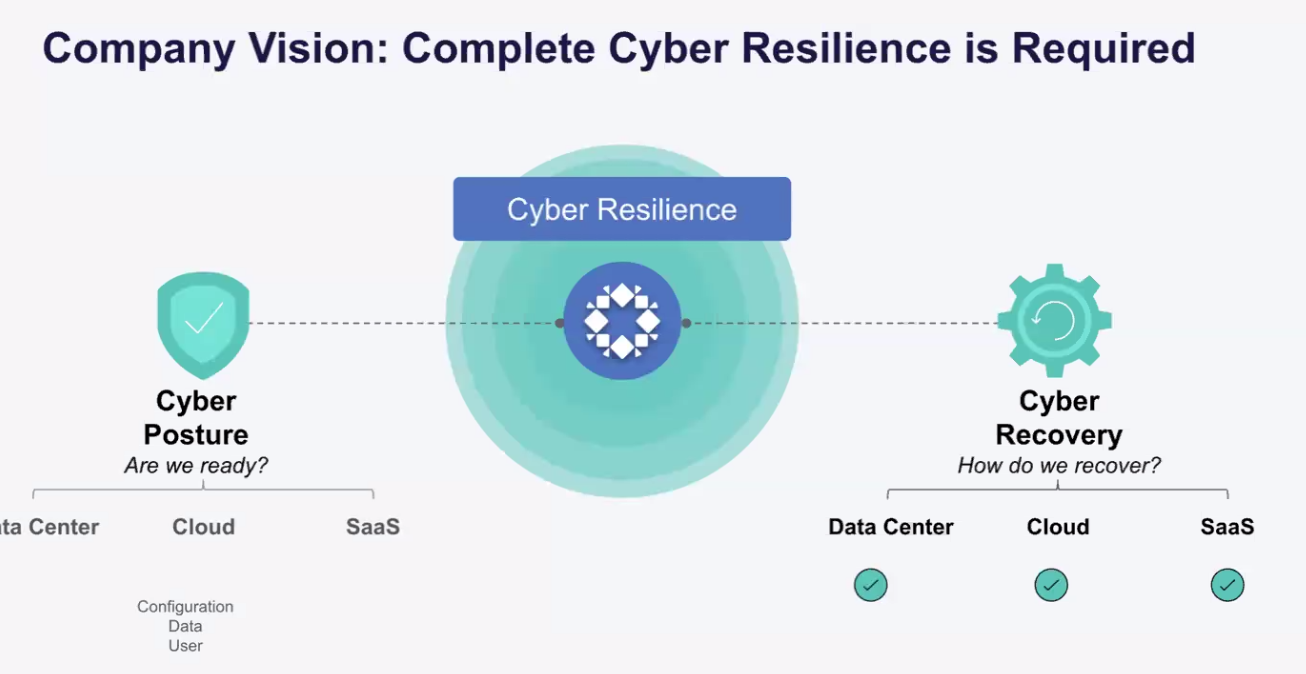 Company Vision: Complete Cyber Resilience is Required
Cyber Resilience
Cyber
Posture
Are we ready?
ta Center
Cloud
SaaS
Configuration
Data
User
Cyber
Recovery
How do we recover?
Data Center
Cloud
SaaS